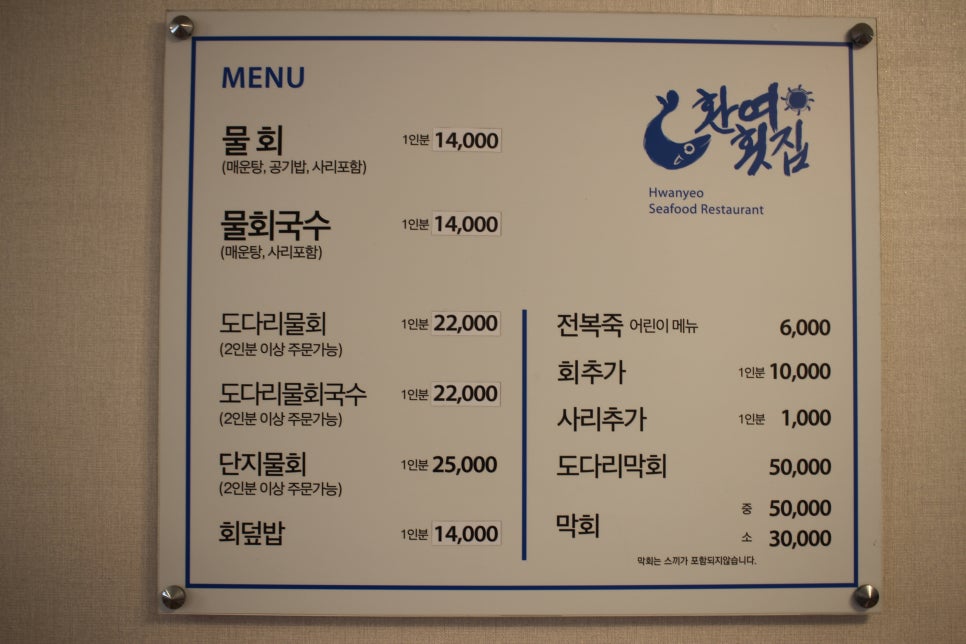 MENU
환여
횟집
Hwanyeo
Seafood Restaurant
물회 1인분 14,000
(매운탕, 공기밥, 사리포함)
물회국수 1인분 14,000
(매운탕, 사리포함)
도다리물회 1인분 22,000
(2인분 이상 주문가능)
도다리물회국수 1인분 22,000
(2인분 이상 주문가능)
단지물회 1인분 25,000
(2인분 이상 주문가능)
회덮밥 1인분 14,000
전복죽 어린이 메뉴 6,000
회추가 1인분 10,000
사리추가 1인분 1,000
도다리막회 50,000
막회 중 50,000
소 30,000
막회는 스끼가 포함되지않습니다.